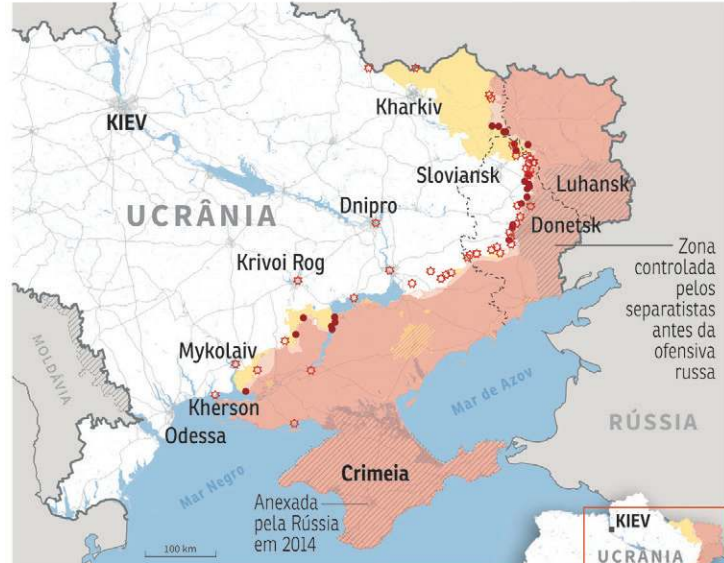 Kharkiv
KIEV
Sloviansk
Luhansk
Dnipro
UCRÂNIA
Donetsk
Zona
controlada
pelos
separatistas
antes da
ofensiva
russa
Krivoi Rog
MOLDÁVIA
Mykolaiv
Mar de Azov
Kherson
RÚSSIA
Odessa
Crimeia
Mar Negro
Anexada
pela Rússia
em 2014
100 km
KIEV
UCRÂNIA